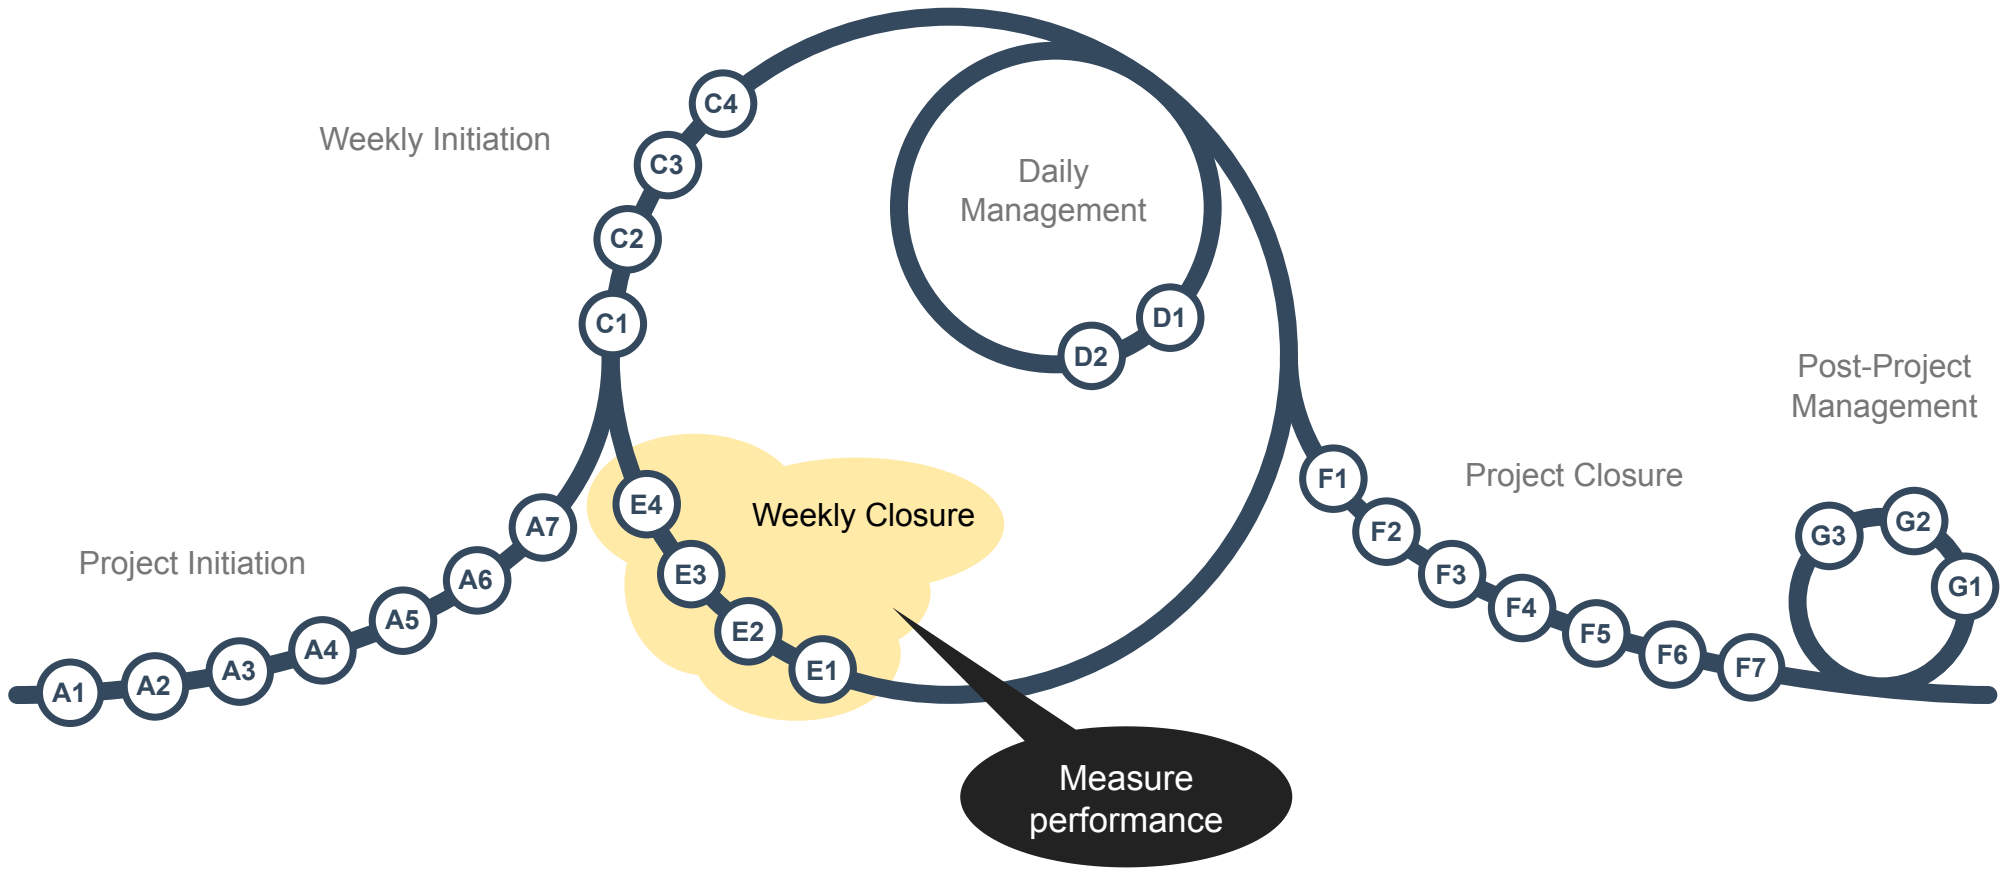 C4
Weekly Initiation
C3
Daily
Management
C2
C1
D1
D2
Post-Project
Management
F1
Project Closure
E4
Weekly Closure
A7
F2
G3
G2
Project Initiation
A6
E3
F3
G1
A5
E2
F4
F5
A4
A3
E1
F6
F7
A2
A1
Measure
performance